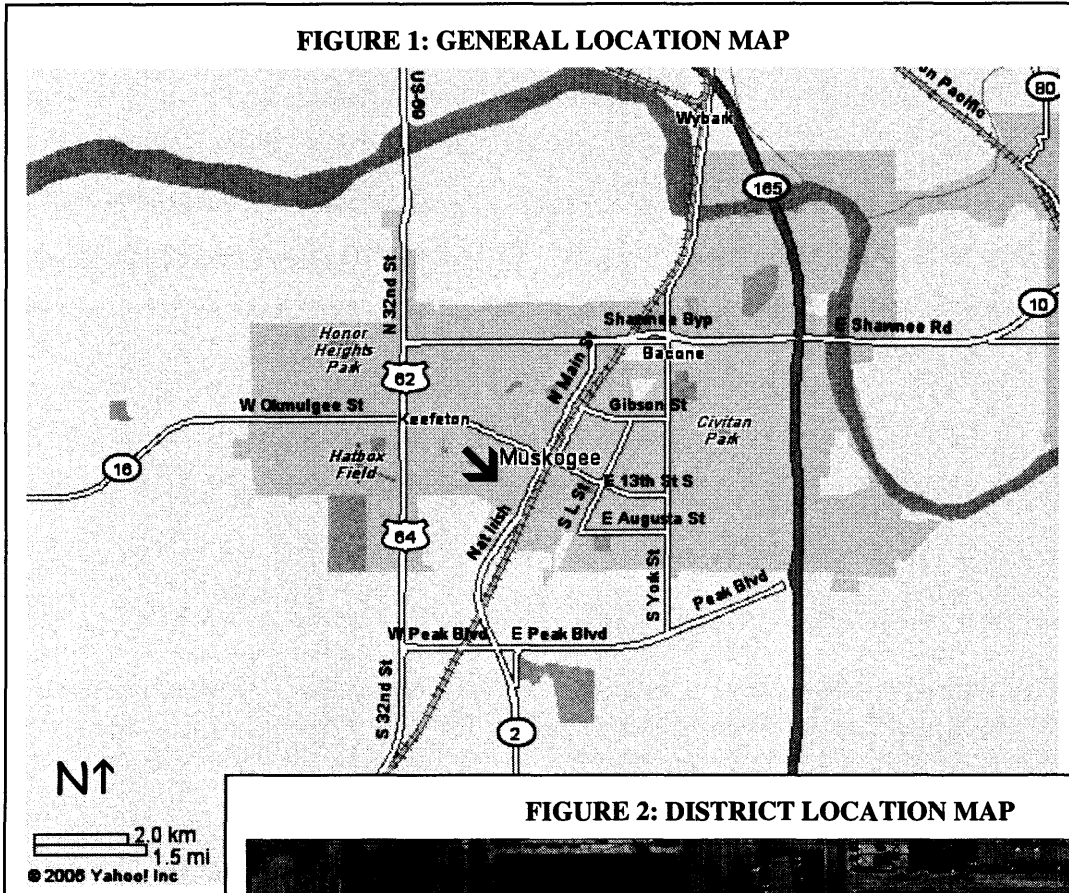 FIGURE 1: GENERAL LOCATION MAP
US-69
on Pacific
80
Wybark
165
N 32nd St
10
Shawnee Byp
E Shawnee Rd
Honor
Heights
Park
N Main St
Bacone
62
W Okmulgee St
Keefeton
Gibson St
Civitan
Park
16
Hatbox
Field
Muskogee
E 13th St S
S L St
E Augusta St
Nat Irish
64
S York St
Peak Blvd
W Peak Blvd
E Peak Blvd
S 32nd St
2
N↑
2.0 km
1.5 mi
© 2006 Yahoo! Inc
FIGURE 2: DISTRICT LOCATION MAP